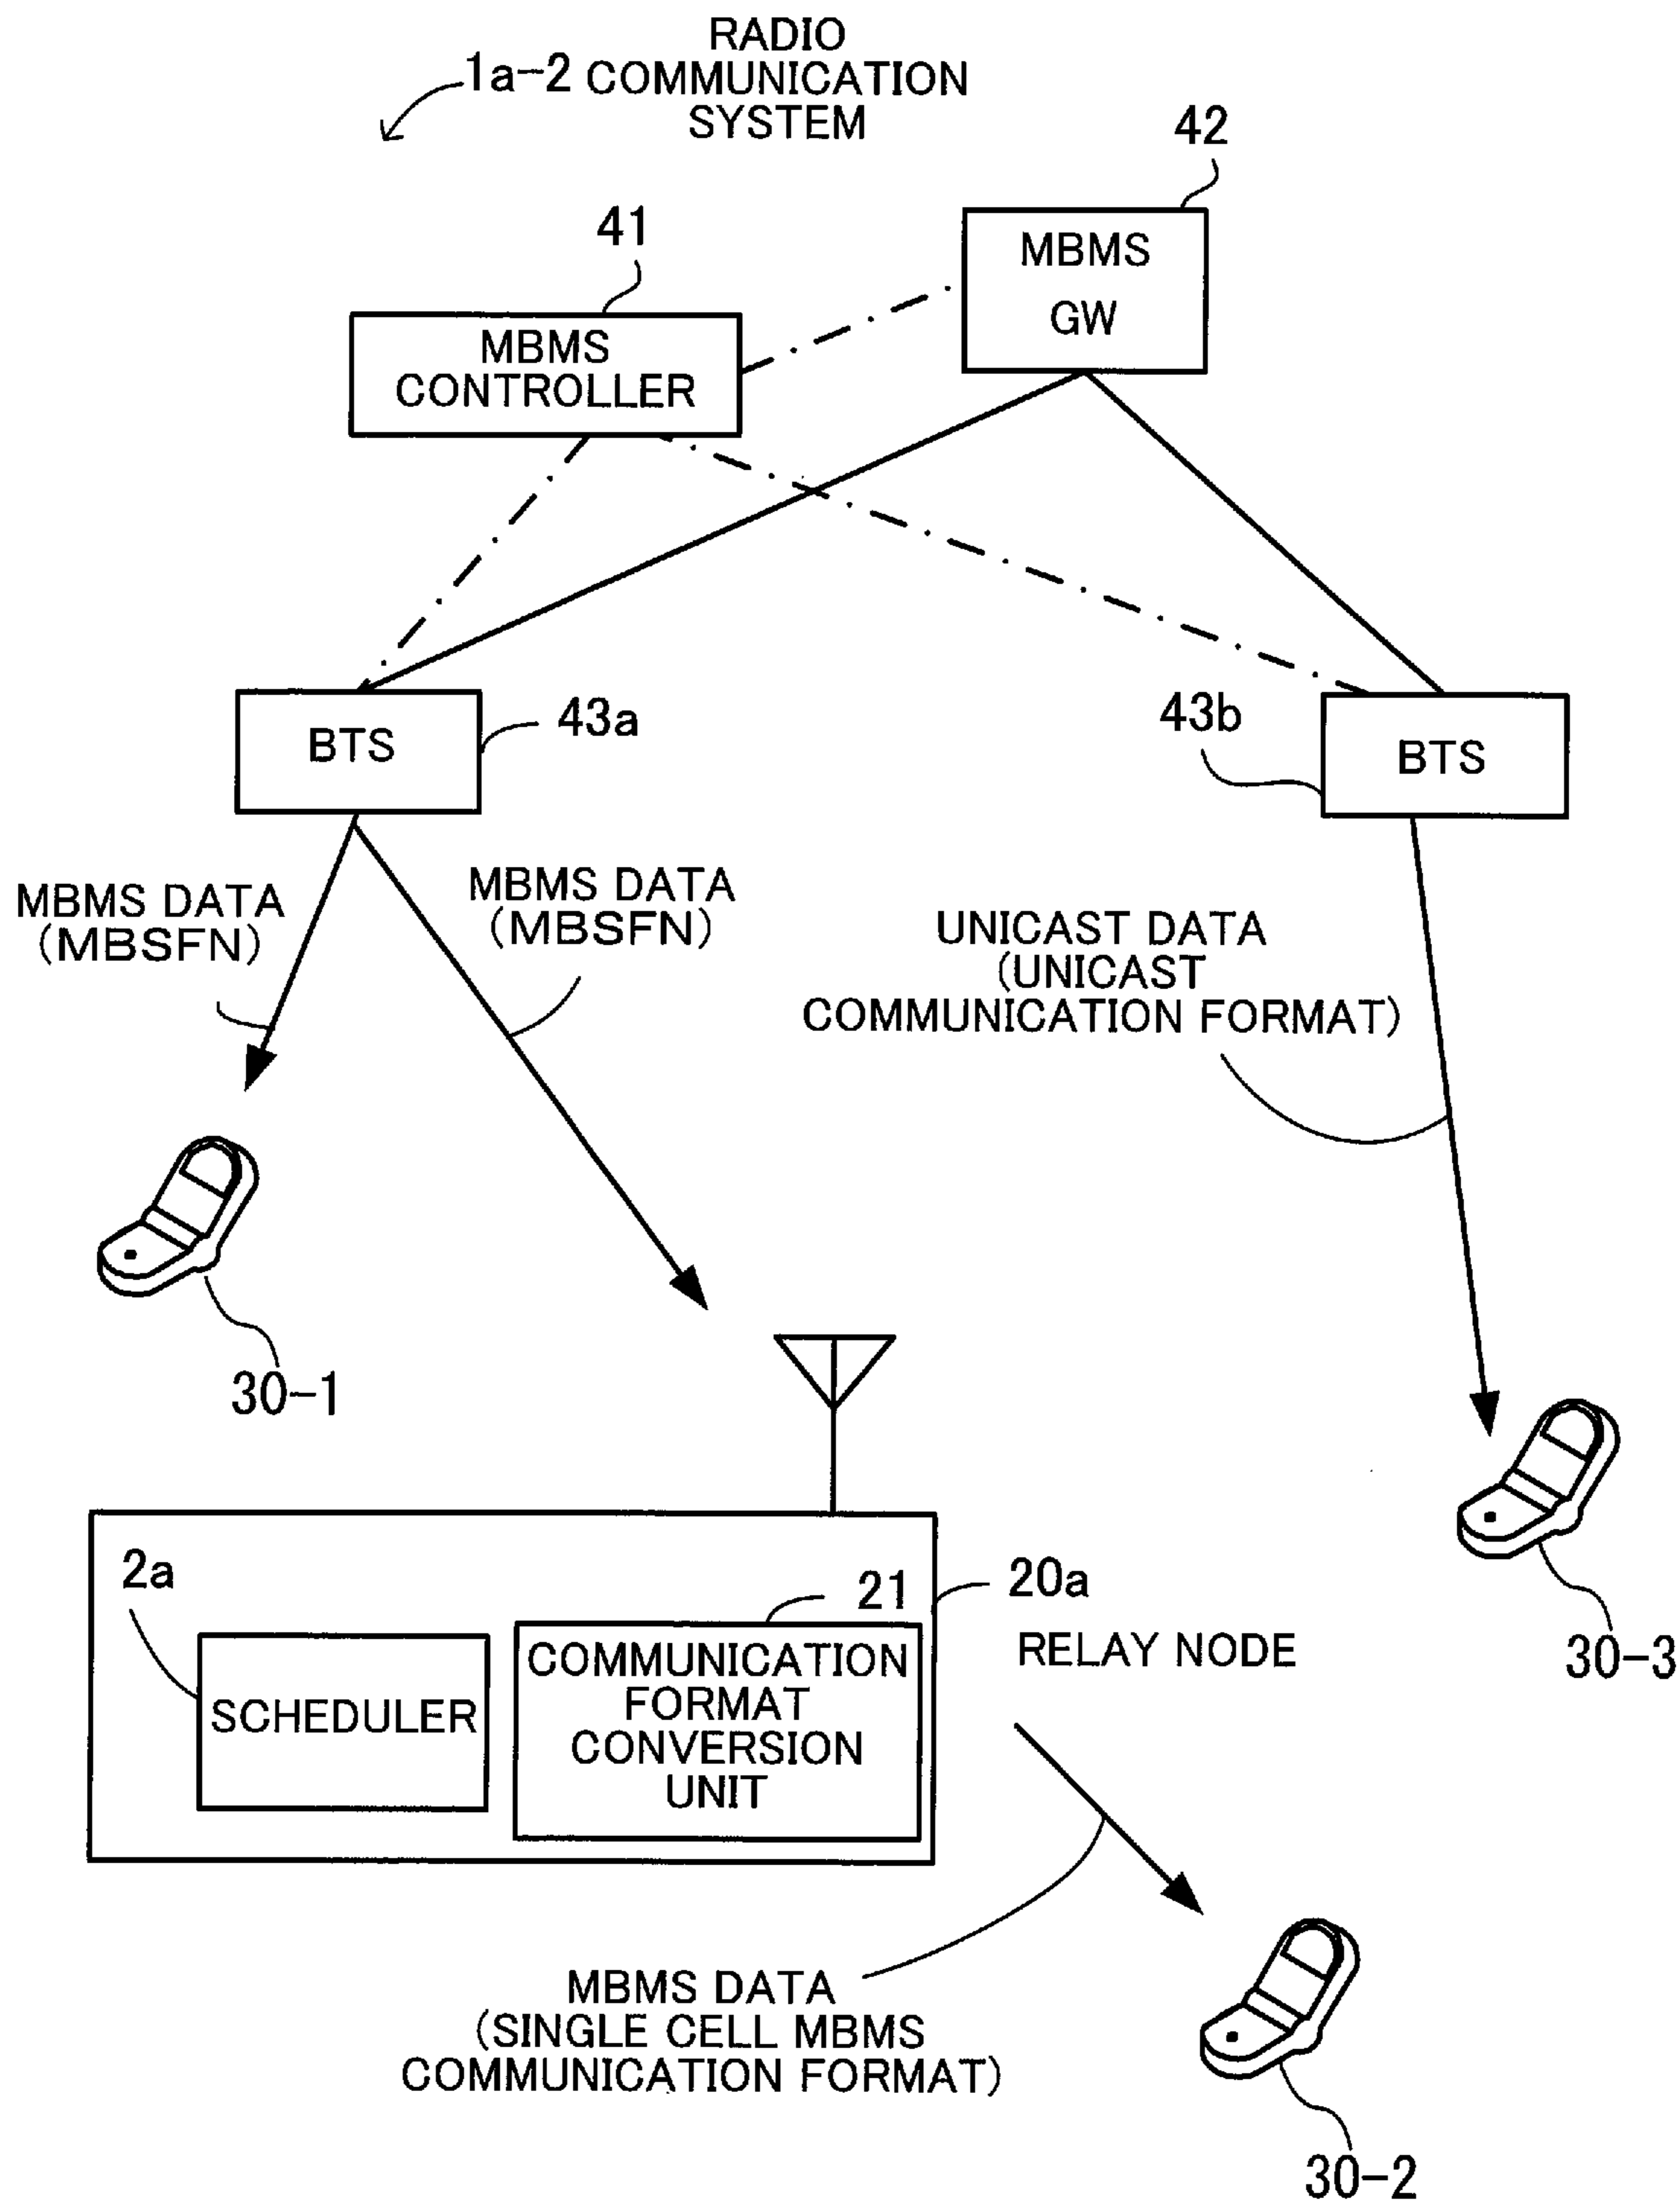 RADIO
1a-2 COMMUNICATION
SYSTEM
42
41
MBMS
GW
MBMS
CONTROLLER
43a
43b
BTS
BTS
MBMS DATA
(MBSFN)
MBMS DATA
(MBSFN)
UNICAST DATA
(UNICAST
COMMUNICATION FORMAT)
30-1
2a
21
20a
RELAY NODE
30-3
SCHEDULER
COMMUNICATION
FORMAT
CONVERSION
UNIT
MBMS DATA
(SINGLE CELL MBMS
COMMUNICATION FORMAT)
30-2